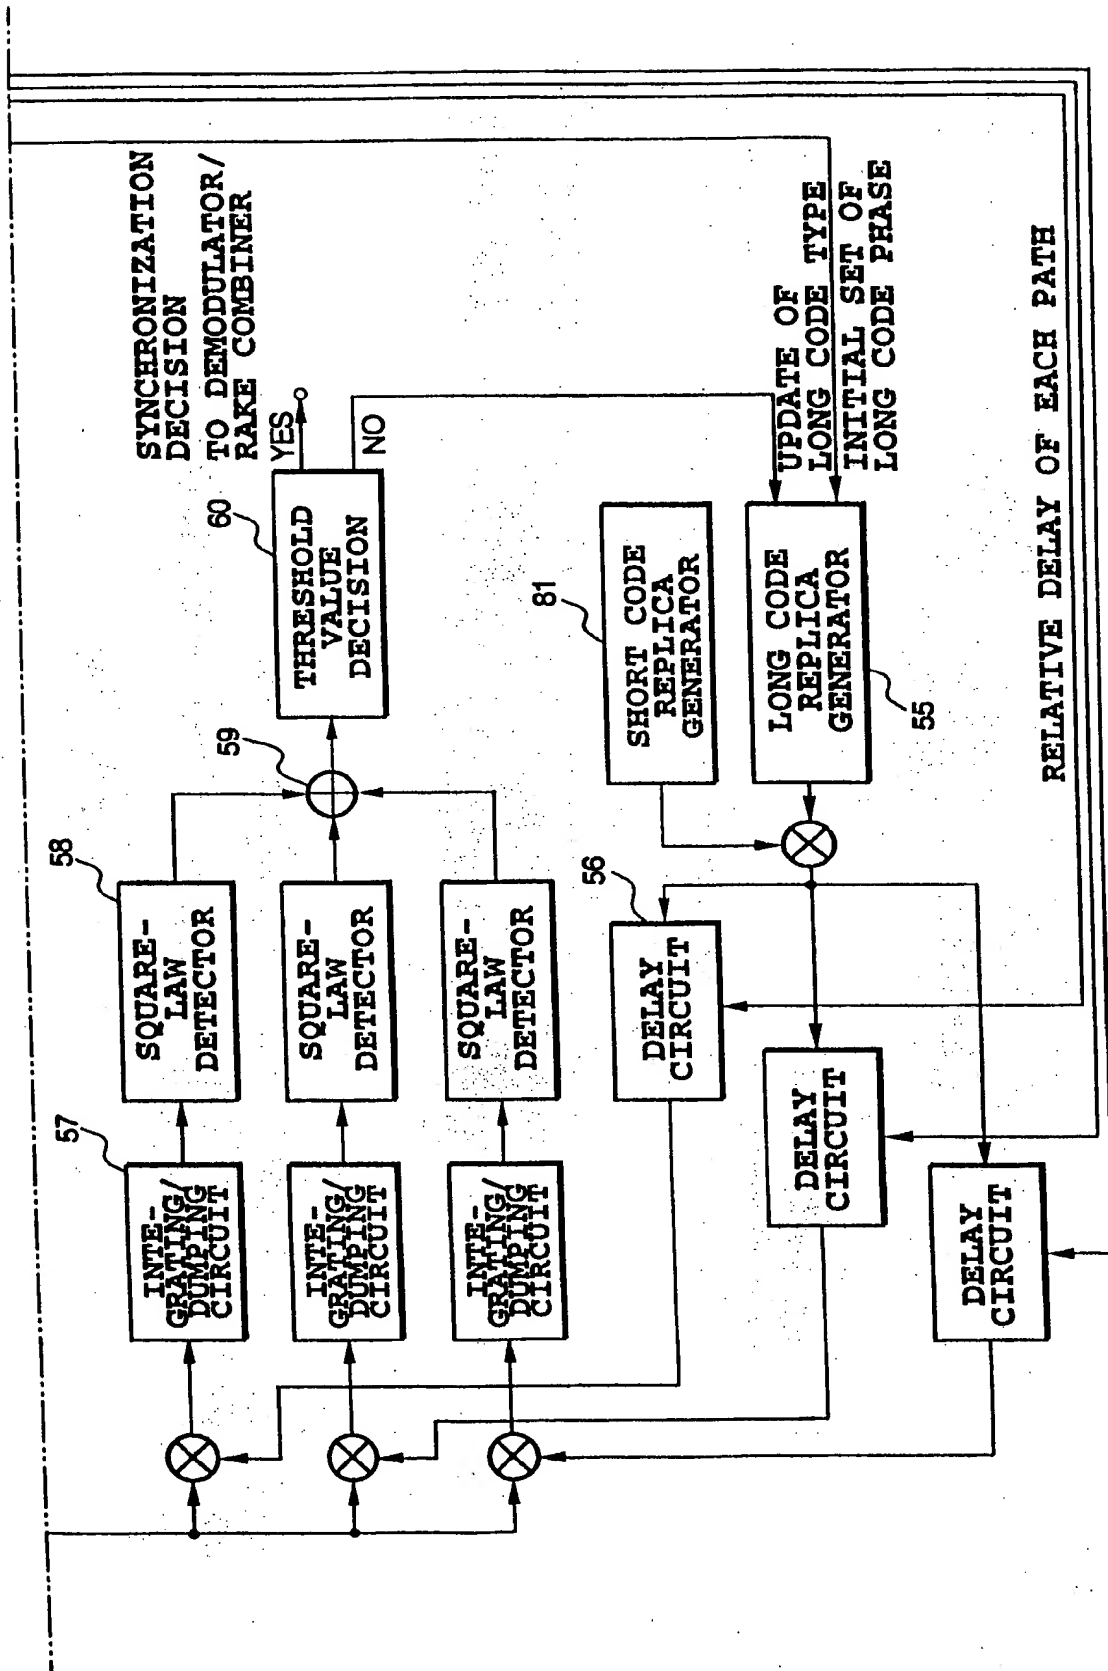 SYNCHRONIZATION
DECISION
TO DEMODULATOR/
RAKE COMBINER
58
SQUARE-
LAW
DETECTOR
57
INTE-
GRATING/
DUMPING
CIRCUIT
59
60
THRESHOLD
VALUE
DECISION
YES
NO
SQUARE-
LAW
DETECTOR
INTE-
GRATING/
DUMPING
CIRCUIT
SQUARE-
LAW
DETECTOR
INTE-
GRATING/
DUMPING
CIRCUIT
81
SHORT CODE
REPLICA
GENERATOR
56
DELAY
CIRCUIT
UPDATE OF
LONG CODE TYPE
INITIAL SET OF
LONG CODE PHASE
LONG CODE
REPLICA
GENERATOR
55
DELAY
CIRCUIT
DELAY
CIRCUIT
RELATIVE DELAY OF EACH PATH